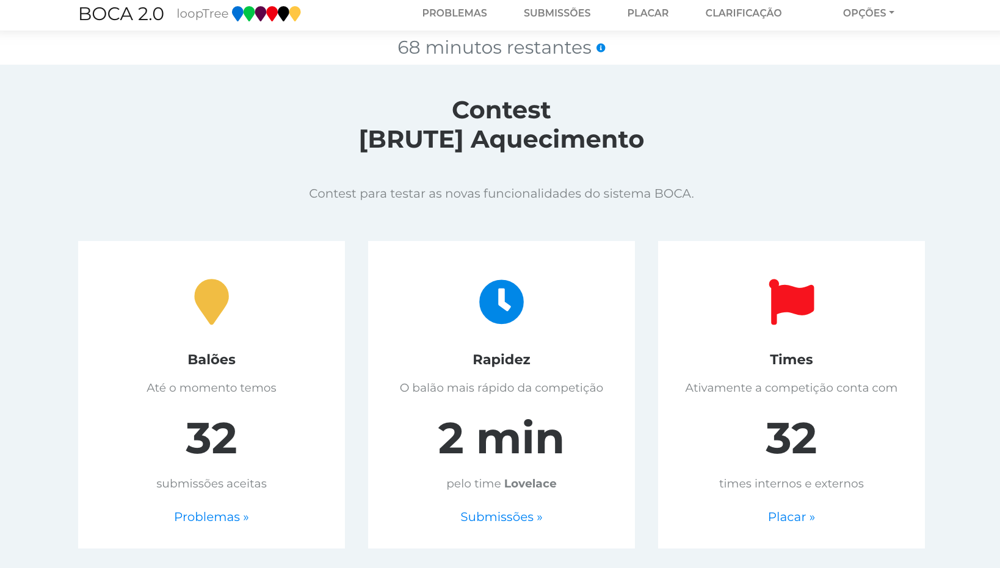 BOCA 2.0 loopTree PROBLEMAS SUBMISSÕES PLACAR CLARIFICAÇÃO OPÇÕES
68 minutos restantes
Contest
[BRUTE] Aquecimento
Contest para testar as novas funcionalidades do sistema BOCA.
Balões
Até o momento temos
32
submissões aceitas
Problemas »
Rapidez
O balão mais rápido da competição
2 min
pelo time Lovelace
Submissões »
Times
Ativamente a competição conta com
32
times internos e externos
Placar »